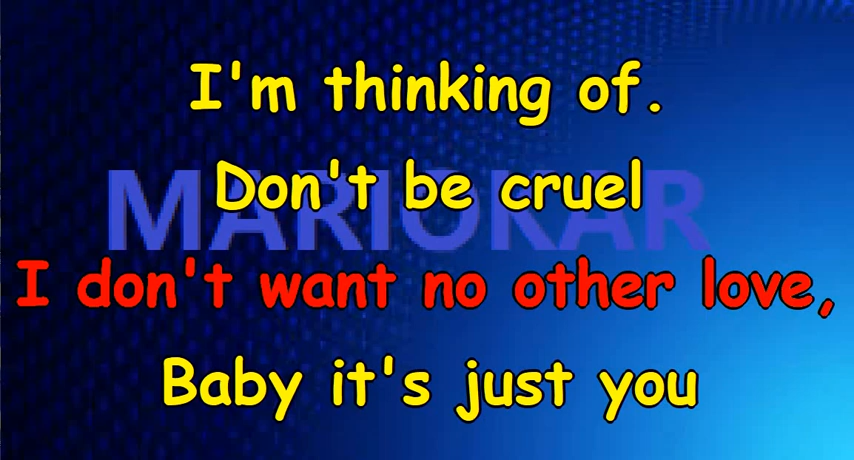 I'm thinking of.
MARIOKAR
Don't be cruel
I don't want no other love,
Baby it's just you